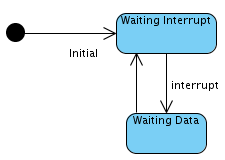 Waiting Interrupt
Initial
interrupt
Waiting Data